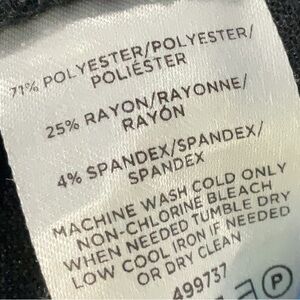 71% POLYESTER/POLYESTER/
POLIÉSTER
25% RAYON/RAYONNE/
RAYÓN
4% SPANDEX/SPANDEX/
SPANDEX
MACHINE WASH COLD ONLY
NON-CHLORINE BLEACH
WHEN NEEDED TUMBLE DRY
LOW COOL IRON IF NEEDED
OR DRY CLEAN
499737
P